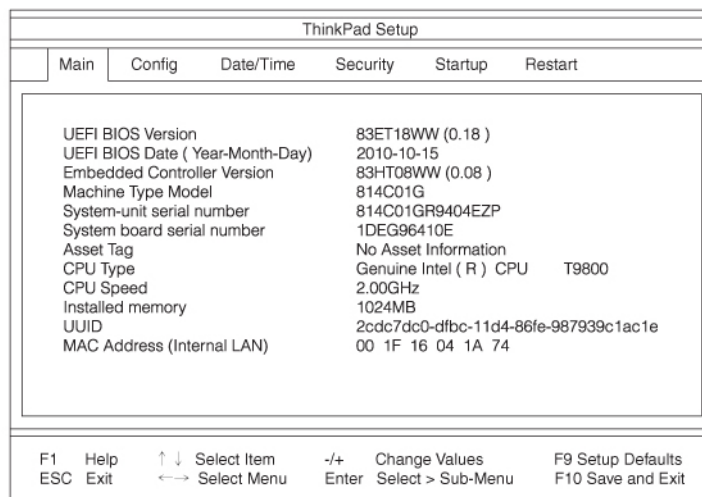 ThinkPad Setup
Main Config Date/Time Security Startup Restart
UEFI BIOS Version 83ET18WW (0.18 )
UEFI BIOS Date ( Year-Month-Day) 2010-10-15
Embedded Controller Version 83HT08WW (0.08 )
Machine Type Model 814C01G
System-unit serial number 814C01GR9404EZP
System board serial number 1DEG96410E
Asset Tag No Asset Information
CPU Type Genuine Intel ( R ) CPU T9800
CPU Speed 2.00GHz
Installed memory 1024MB
UUID 2cdc7dc0-dfbc-11d4-86fe-987939c1ac1e
MAC Address (Internal LAN) 00 1F 16 04 1A 74
F1 Help ↑ ↓ Select Item -/+ Change Values F9 Setup Defaults
ESC Exit ←→ Select Menu Enter Select > Sub-Menu F10 Save and Exit